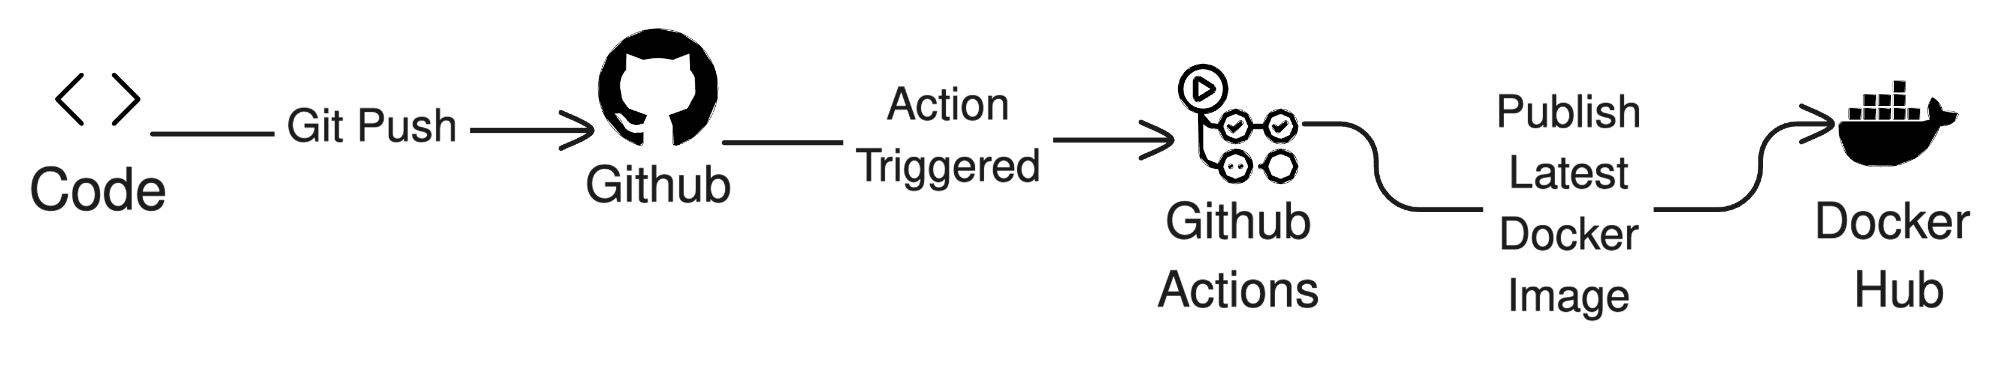 Code
Git Push
Github
Action
Triggered
Github
Actions
Publish
Latest
Docker
Image
Docker
Hub